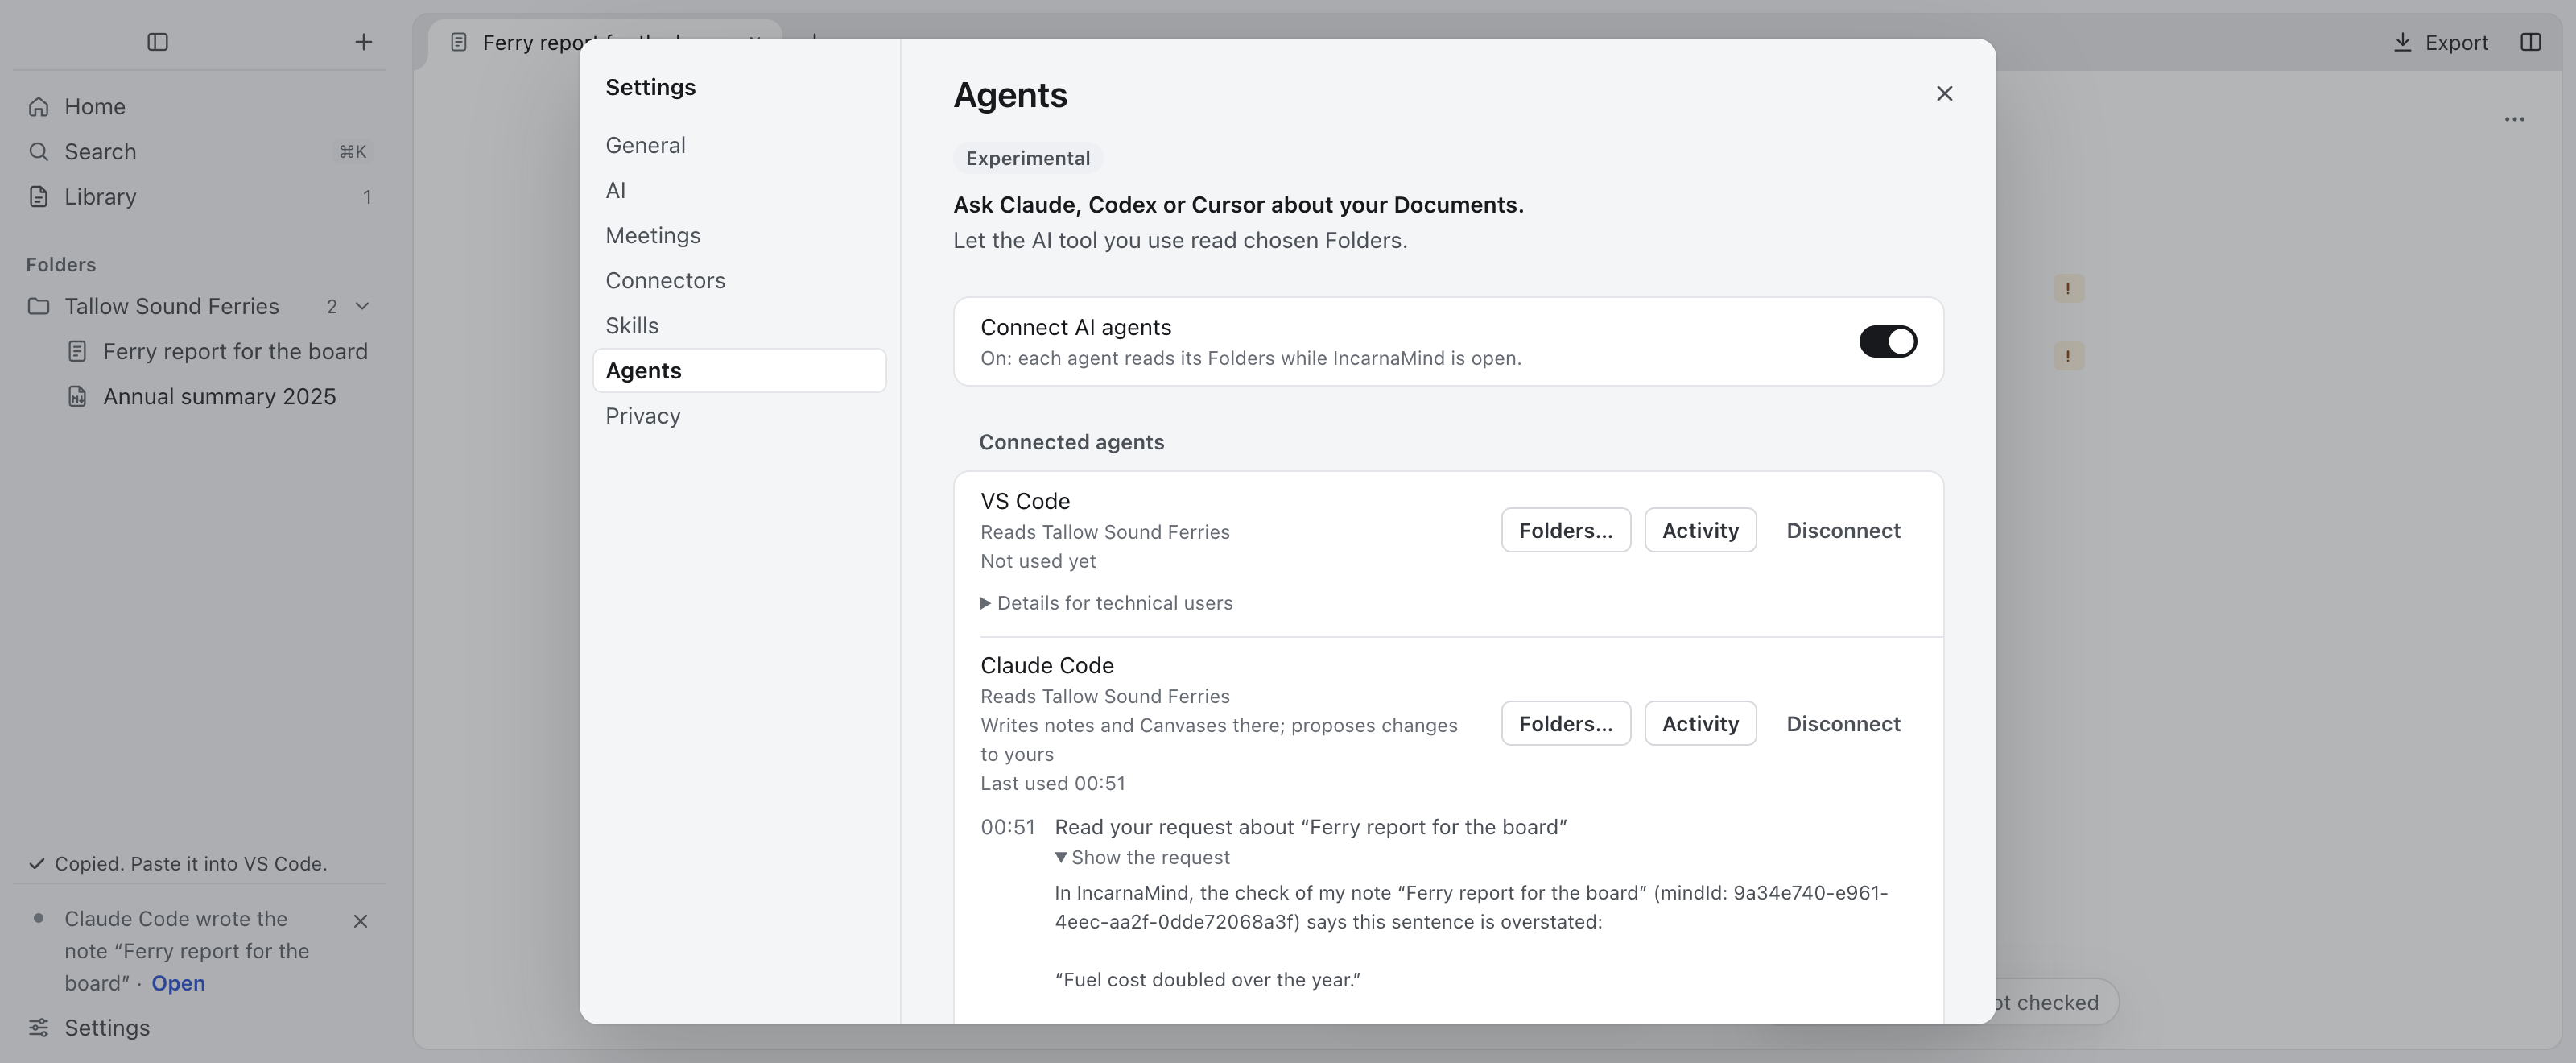 Ferry report for the b
Export
Home
Search
⌘K
Library
1
Folders
Tallow Sound Ferries
2
Ferry report for the board
Annual summary 2025
✓ Copied. Paste it into VS Code.
Claude Code wrote the
note “Ferry report for the
board” · Open
Settings
Settings
General
AI
Meetings
Connectors
Skills
Agents
Privacy
Agents
Experimental
Ask Claude, Codex or Cursor about your Documents.
Let the AI tool you use read chosen Folders.
Connect AI agents
On: each agent reads its Folders while IncarnaMind is open.
Connected agents
VS Code
Reads Tallow Sound Ferries
Not used yet
Folders...
Activity
Disconnect
Details for technical users
Claude Code
Reads Tallow Sound Ferries
Writes notes and Canvases there; proposes changes
to yours
Last used 00:51
Folders...
Activity
Disconnect
00:51 Read your request about “Ferry report for the board”
Show the request
In IncarnaMind, the check of my note “Ferry report for the board” (mindId: 9a34e740-e961-
4eec-aa2f-0dde72068a3f) says this sentence is overstated:
“Fuel cost doubled over the year.”
!
!
checked